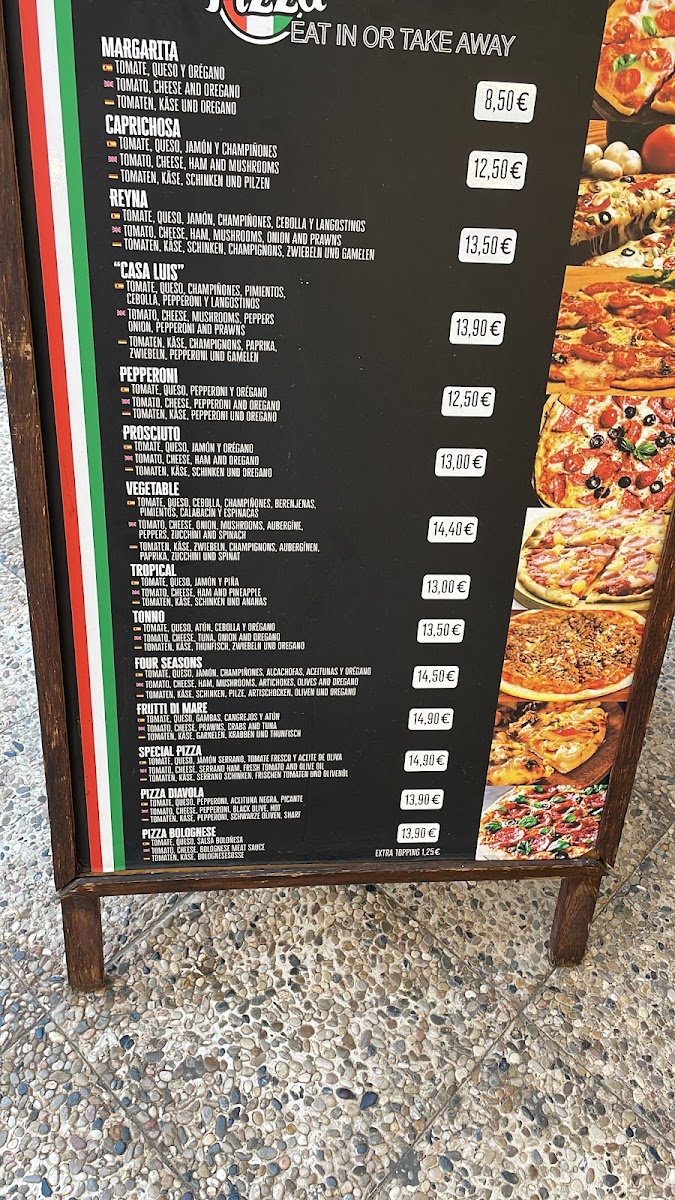 Pizza
EAT IN OR TAKE AWAY
MARGARITA
TOMATE, QUESO Y ORÉGANO
TOMATO, CHEESE AND OREGANO
TOMATEN, KÄSE UND OREGANO
8,50€
CAPRICHOSA
TOMATE, QUESO, JAMÓN Y CHAMPIÑONES
TOMATO, CHEESE, HAM AND MUSHROOMS
TOMATEN, KÄSE, SCHINKEN UND PILZEN
12,50€
REYNA
TOMATE, QUESO, JAMÓN, CHAMPIÑONES, CEBOLLA Y LANGOSTINOS
TOMATO, CHEESE, HAM, MUSHROOMS, ONION AND PRAWNS
TOMATEN, KÄSE, SCHINKEN, CHAMPIGNONS, ZWIEBELN UND GAMELEN
13,50€
"CASA LUIS"
TOMATE, QUESO, CHAMPIÑONES, PIMIENTOS,
CEBOLLA, PEPPERONI Y LANGOSTINOS
TOMATO, CHEESE, MUSHROOMS, PEPPERS
ONION, PEPPERONI AND PRAWNS
TOMATEN, KÄSE, CHAMPIGNONS, PAPRIKA,
ZWIEBELN, PEPPERONI UND GAMELEN
13,90€
PEPPERONI
TOMATE, QUESO, PEPPERONI Y ORÉGANO
TOMATO, CHEESE, PEPPERONI AND OREGANO
TOMATEN, KÄSE, PEPPERONI UND OREGANO
12,50€
PROSCIUTO
TOMATE, QUESO, JAMÓN Y ORÉGANO
TOMATO, CHEESE, HAM AND OREGANO
TOMATEN, KÄSE, SCHINKEN UND OREGANO
13,00€
VEGETABLE
TOMATE, QUESO, CEBOLLA, CHAMPIÑONES, BERENJENAS,
PIMIENTOS, CALABACIN Y ESPINACAS
TOMATO, CHEESE, ONION, MUSHROOMS, AUBERGINE,
PEPPERS, ZUCCHINI AND SPINACH
TOMATEN, KÄSE, ZWIEBELN, CHAMPIGNONS, AUBERGINEN,
PAPRIKA, ZUCCHINI UND SPINAT
14,40€
TROPICAL
TOMATE, QUESO, JAMÓN Y PIÑA
TOMATO, CHEESE, HAM AND PINEAPPLE
TOMATEN, KÄSE, SCHINKEN UND ANANAS
13,00€
TONNO
TOMATE, QUESO, ATÚN, CEBOLLA Y ORÉGANO
TOMATO, CHEESE, TUNA, ONION AND OREGANO
TOMATEN, KÄSE, THUNFISCH, ZWIEBELN UND OREGANO
13,50€
FOUR SEASONS
TOMATE, QUESO, JAMÓN, CHAMPIÑONES, ALCACHOFAS, ACEITUNAS Y ORÉGANO
TOMATO, CHEESE, HAM, MUSHROOMS, ARTICHOKES, OLIVES AND OREGANO
TOMATEN, KÄSE, SCHINKEN, PILZE, ARTISCHOCKEN, OLIVEN UND OREGANO
14,50€
FRUTTI DI MARE
TOMATE, QUESO, GAMBAS, CANGREJOS Y ATÚN
TOMATO, CHEESE, PRAWNS, CRABS AND TUNA
TOMATEN, KÄSE, GARNELEN, KRABBEN UND THUNFISCH
14,90€
SPECIAL PIZZA
TOMATE, QUESO, JAMÓN SERRANO, TOMATE FRESCO Y ACEITE DE OLIVA
TOMATO, CHEESE, SERRANO HAM, FRESH TOMATO AND OLIVE OIL
TOMATEN, KÄSE, SERRANO SCHINKEN, FRISCHEN TOMATEN UND OLIVENÖL
14,90€
PIZZA DIAVOLA
TOMATE, QUESO, PEPPERONI, ACEITUNA NEGRA, PICANTE
TOMATO, CHEESE, PEPPERONI, BLACK OLIVE, HOT
TOMATEN, KÄSE, PEPPERONI, SCHWARZE OLIVEN, SHARF
13,90€
PIZZA BOLOGNESE
TOMATE, QUESO, SALSA BOLOÑESA
TOMATO, CHEESE, BOLOGNESE MEAT SAUCE
TOMATEN, KÄSE, BOLOGNESESOSSE
13,90€
EXTRA TOPPING 1,25€